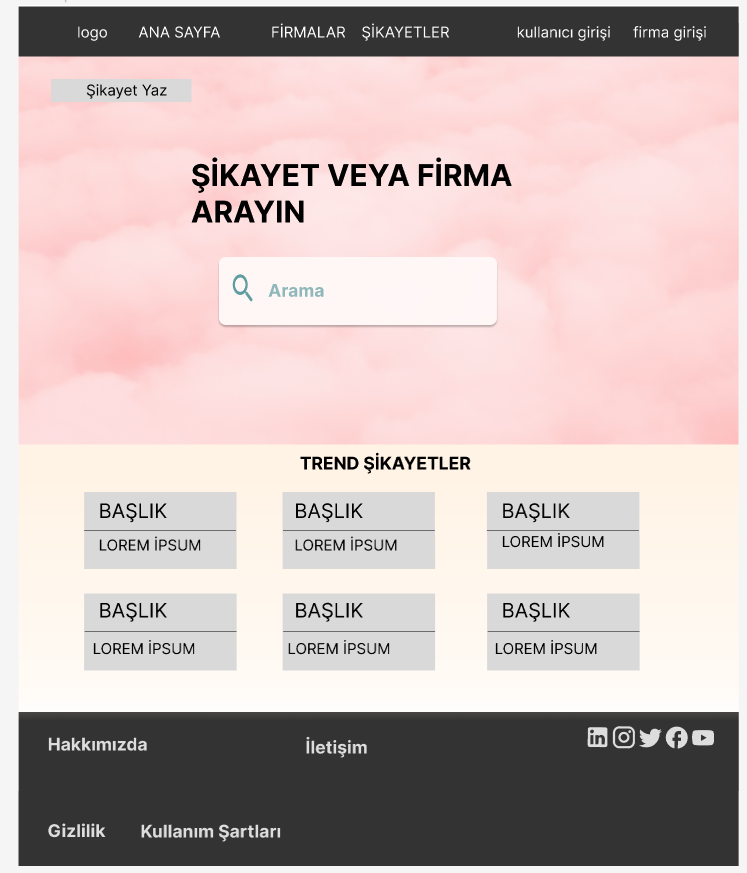 logo ANA SAYFA FİRMALAR ŞİKAYETLER kullanıcı girişi firma girişi
Şikayet Yaz
ŞİKAYET VEYA FİRMA
ARAYIN
Arama
TREND ŞİKAYETLER
BAŞLIK BAŞLIK BAŞLIK
LOREM İPSUM LOREM İPSUM LOREM İPSUM
BAŞLIK BAŞLIK BAŞLIK
LOREM İPSUM LOREM İPSUM LOREM İPSUM
Hakkımızda İletişim
Gizlilik Kullanım Şartları